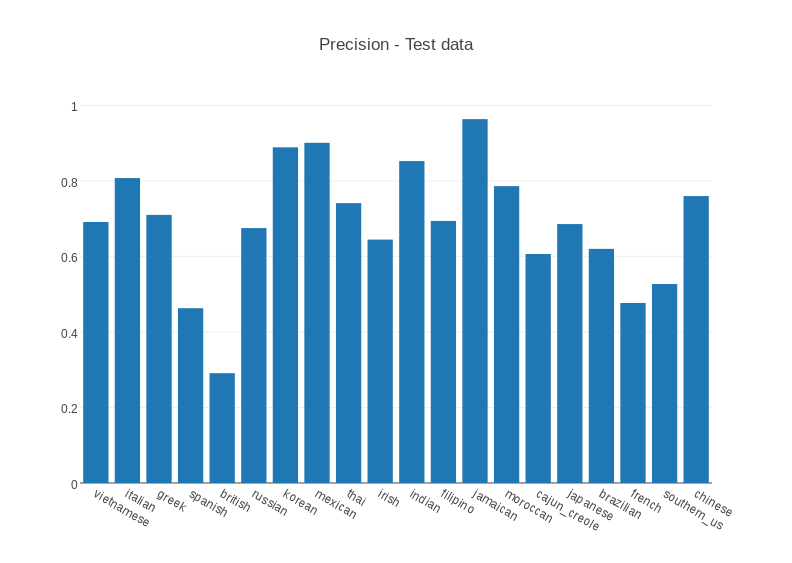 Precision - Test data
1
0.8
0.6
0.4
0.2
0
vietnamese
italian
greek
spanish
british
russian
korean
mexican
thai
irish
indian
filipino
jamaican
moroccan
cajun_creole
japanese
brazilian
french
southern_us
chinese